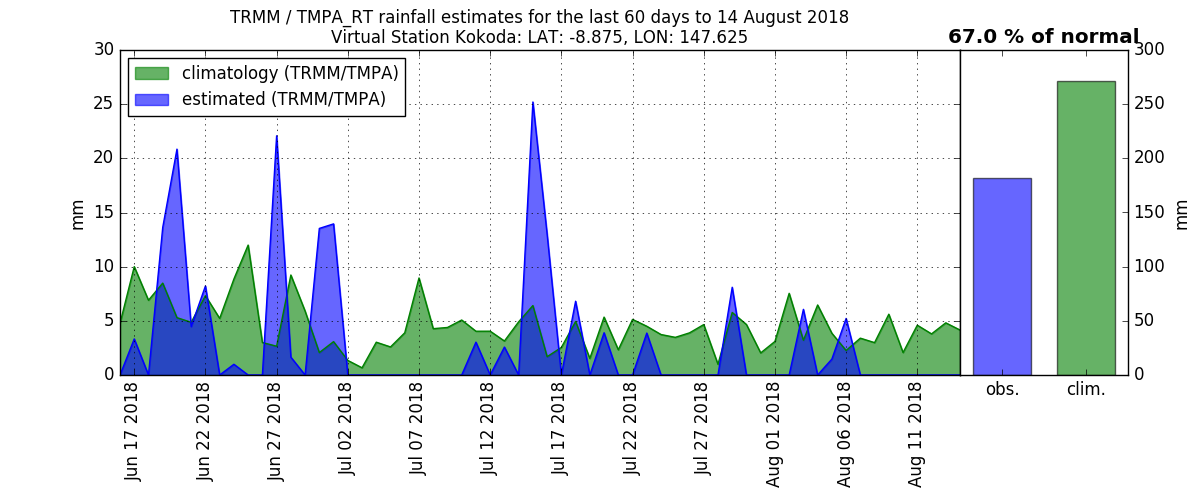 TRMM / TMPA_RT rainfall estimates for the last 60 days to 14 August 2018
Virtual Station Kokoda: LAT: -8.875, LON: 147.625
67.0 % of normal
climatology (TRMM/TMPA)
estimated (TRMM/TMPA)
30
25
20
15
10
5
0
mm
Jun 17 2018
Jun 22 2018
Jun 27 2018
Jul 02 2018
Jul 07 2018
Jul 12 2018
Jul 17 2018
Jul 22 2018
Jul 27 2018
Aug 01 2018
Aug 06 2018
Aug 11 2018
300
250
200
150
100
50
0
mm
obs.
clim.